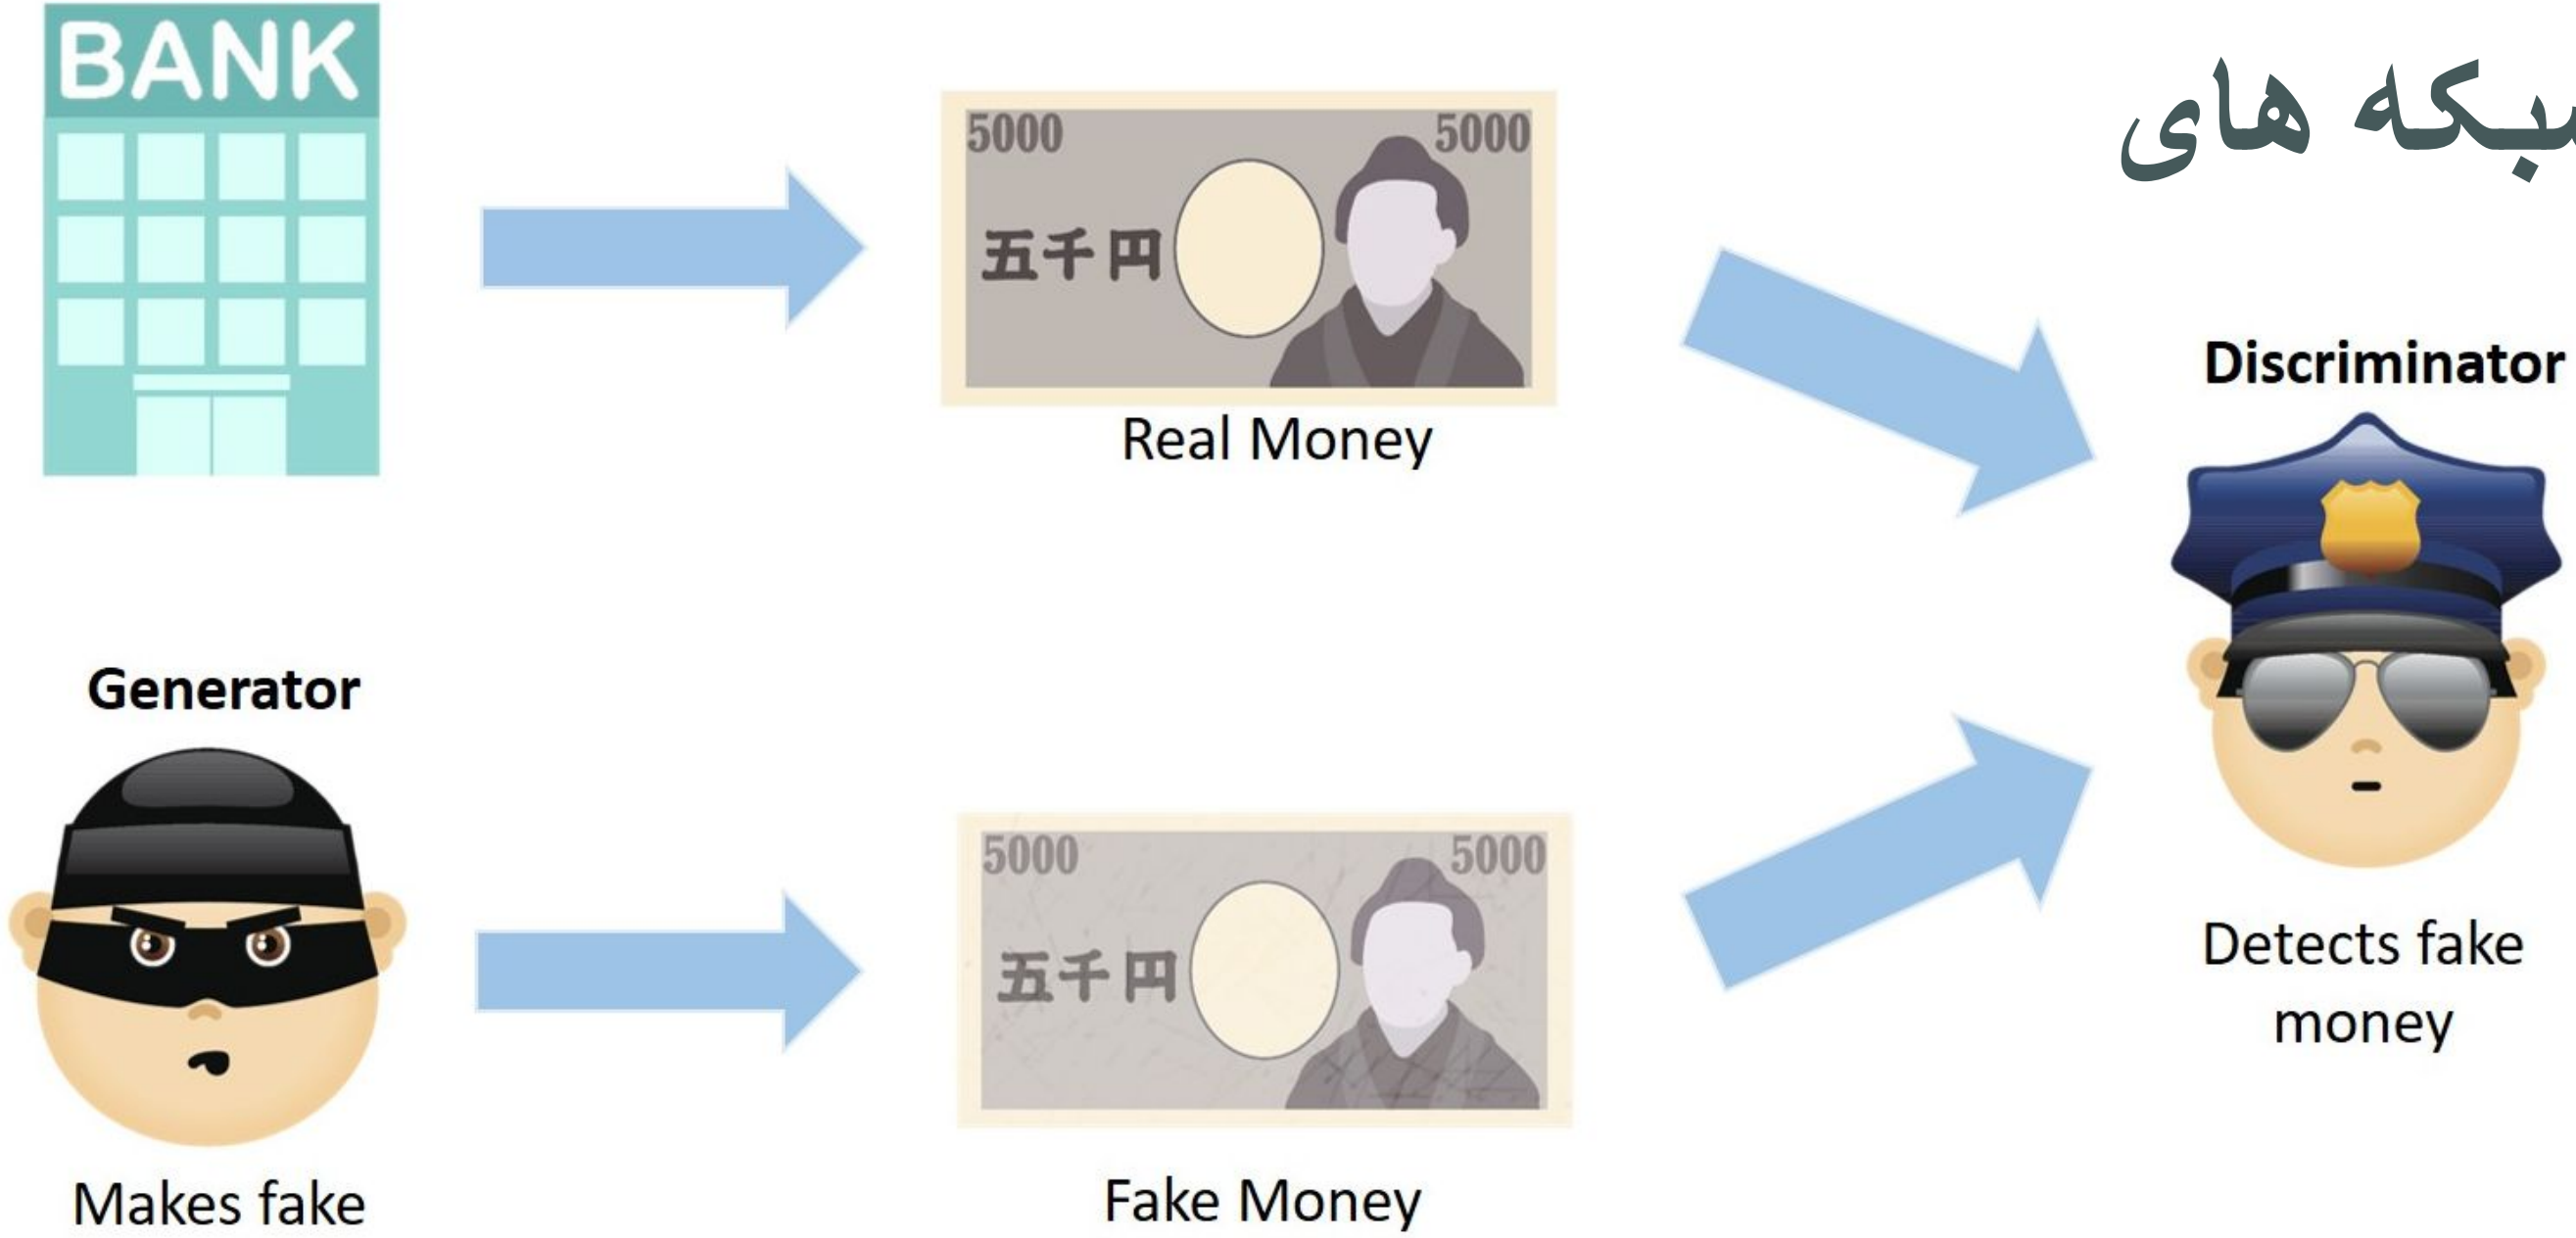 BANK
های
5000 5000
五千円
Real Money
Discriminator
Generator
5000 5000
五千円
Detects fake
money
Makes fake
Fake Money